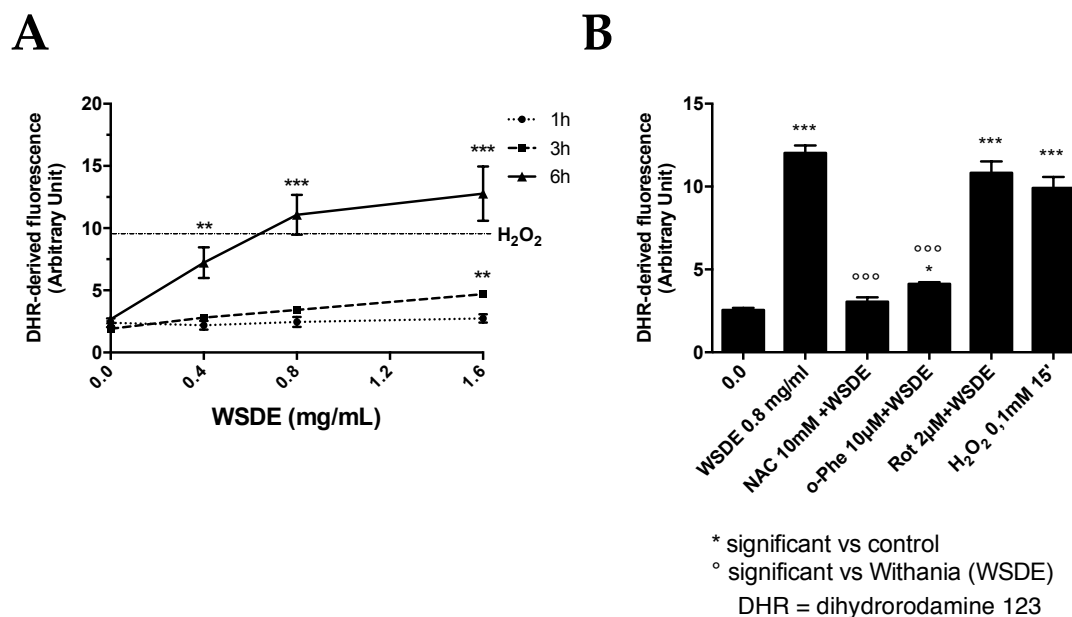 A
DHR-derived fluorescence
(Arbitrary Unit)
20
15
10
5
0
0.0
0.4
0.8
1.2
1.6
WSDE (mg/mL)
**
***
***
**
H₂O₂
1h
3h
6h
B
DHR-derived fluorescence
(Arbitrary Unit)
15
10
5
0
***
°°°
°°°
*
***
***
0.0
WSDE 0.8 mg/ml
NAC 10mM +WSDE
o-Phe 10µM+WSDE
Rot 2µM+WSDE
H₂O₂ 0,1mM 15'
* significant vs control
° significant vs Withania (WSDE)
DHR = dihydrorodamine 123